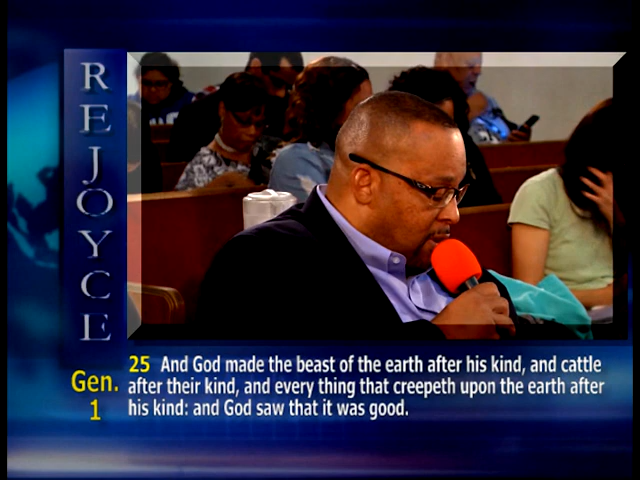 REJOYCE
Gen.
1
25 And God made the beast of the earth after his kind, and cattle
after their kind, and every thing that creepeth upon the earth after
his kind: and God saw that it was good.